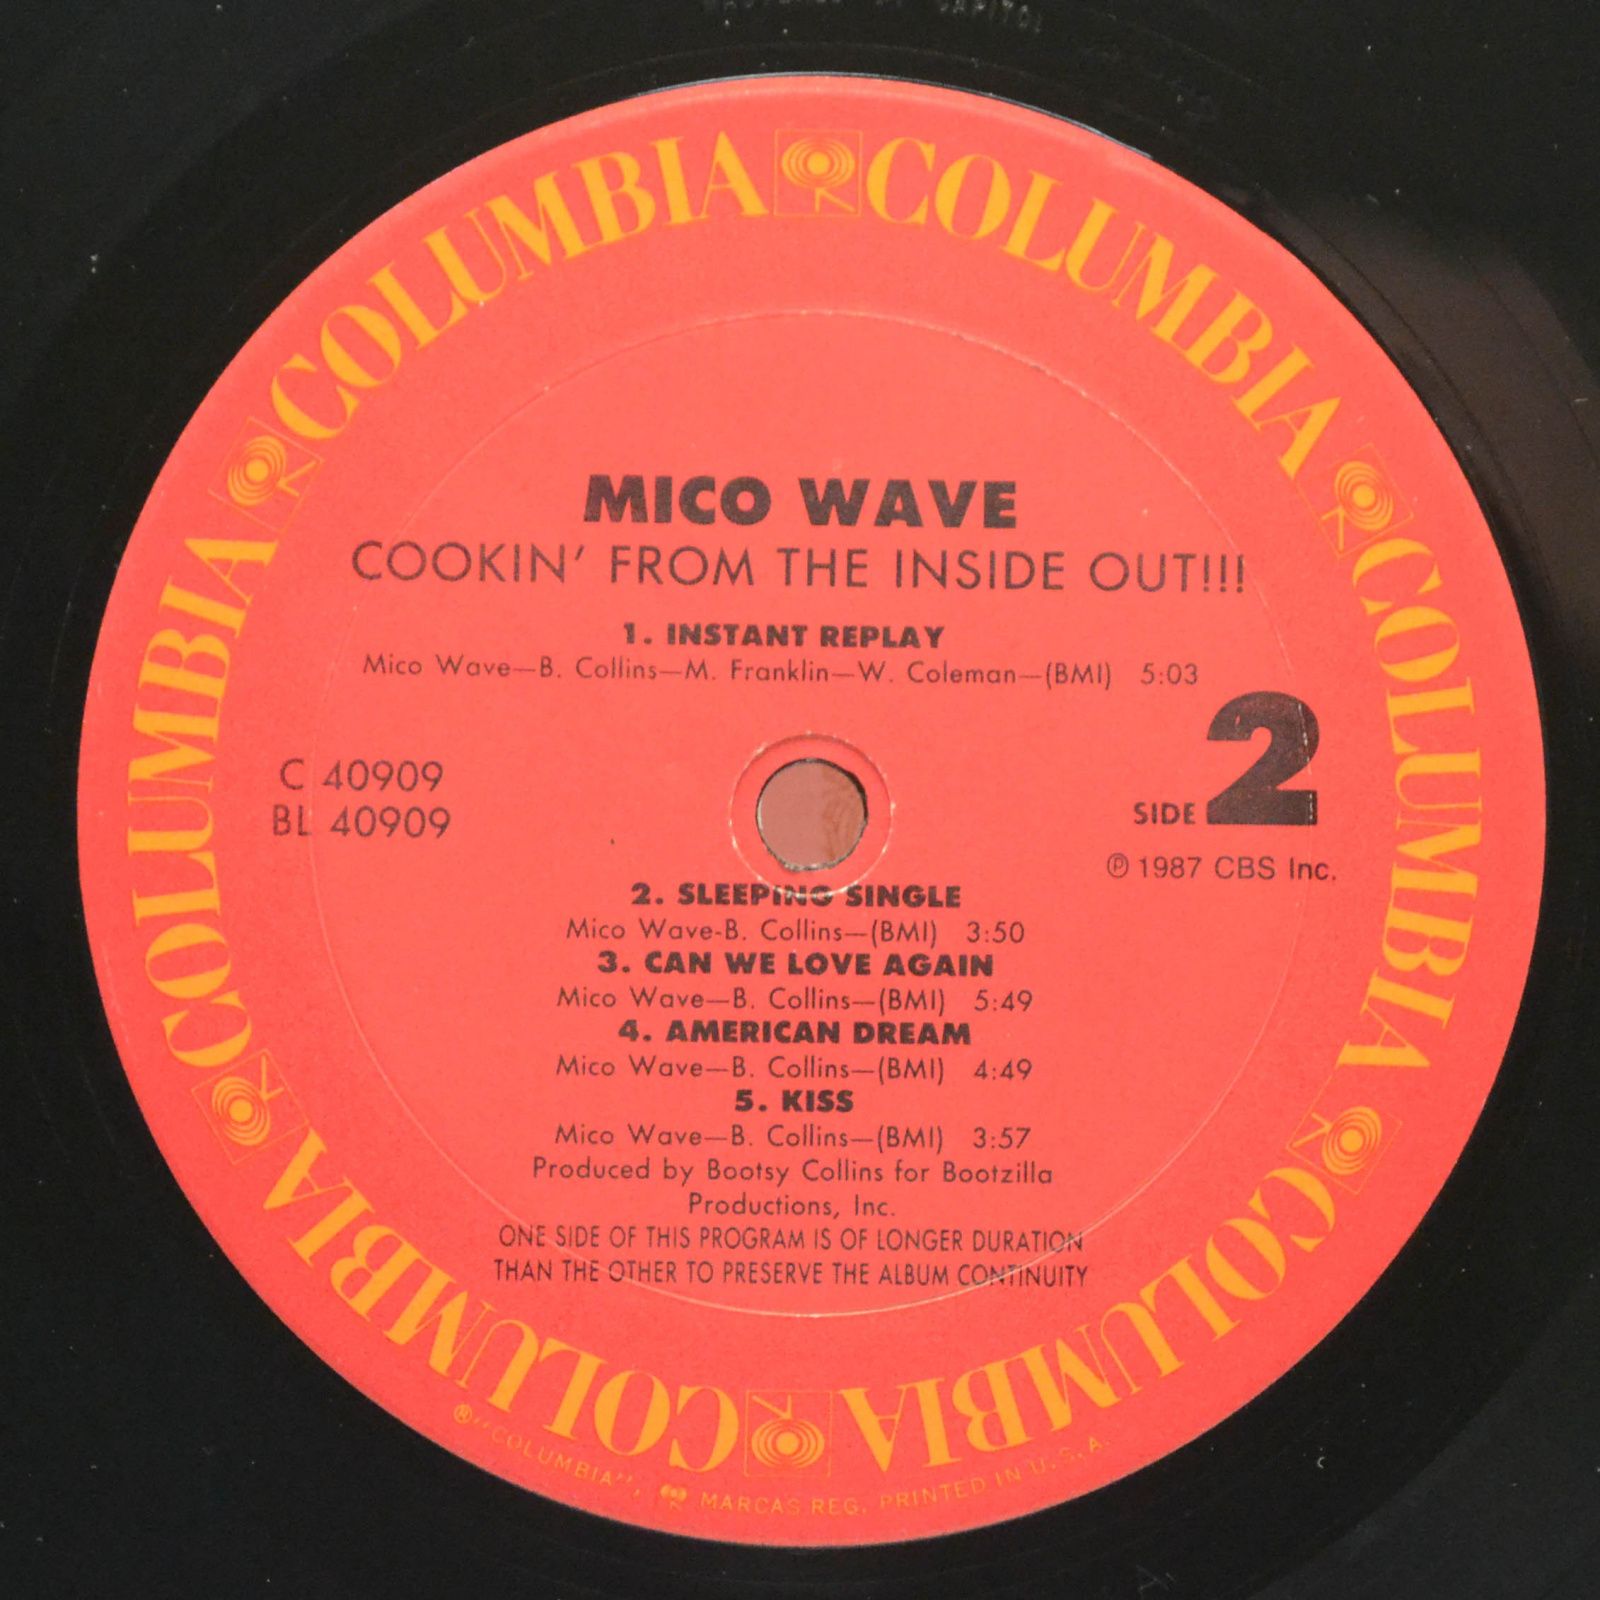 MASTERED BY CAPITOL
COLUMBIA COLUMBIA COLUMBIA COLUMBIA COLUMBIA COLUMBIA
MICO WAVE
COOKIN' FROM THE INSIDE OUT!!!
1. INSTANT REPLAY
Mico Wave—B. Collins—M. Franklin—W. Coleman—(BMI) 5:03
C 40909
BL 40909
SIDE 2
℗ 1987 CBS Inc.
2. SLEEPING SINGLE
Mico Wave-B. Collins—(BMI) 3:50
3. CAN WE LOVE AGAIN
Mico Wave—B. Collins—(BMI) 5:49
4. AMERICAN DREAM
Mico Wave—B. Collins—(BMI) 4:49
5. KISS
Mico Wave—B. Collins—(BMI) 3:57
Produced by Bootsy Collins for Bootzilla
Productions, Inc.
ONE SIDE OF THIS PROGRAM IS OF LONGER DURATION
THAN THE OTHER TO PRESERVE THE ALBUM CONTINUITY
® "COLUMBIA", MARCAS REG. PRINTED IN U.S.A.